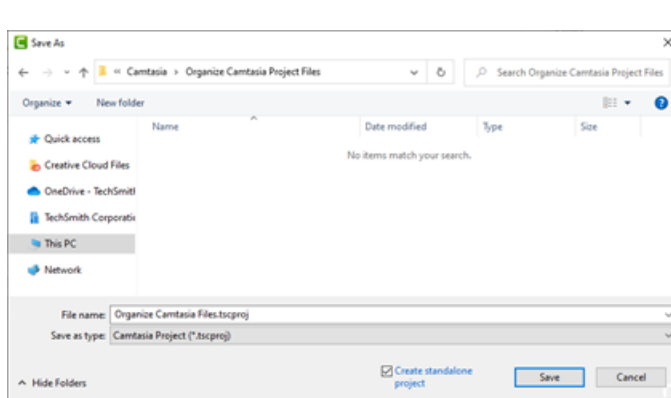 Save As
« Camtasia › Organize Camtasia Project Files
Search Organize Camtasia Project Files
Organize
New folder
Name
Date modified
Type
Size
No items match your search.
Quick access
Creative Cloud Files
OneDrive - TechSmitl
TechSmith Corporati
This PC
Network
File name: Organize Camtasia Files.tscproj
Save as type: Camtasia Project (*.tscproj)
Hide Folders
Create standalone
project
Save
Cancel